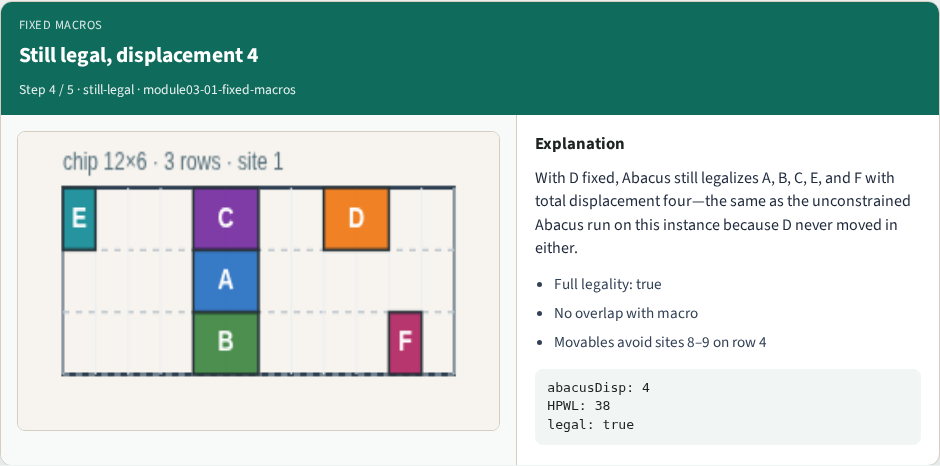 FIXED MACROS
Still legal, displacement 4
Step 4 / 5 · still-legal · module03-01-fixed-macros
chip 12×6 · 3 rows · site 1
E
C
D
A
B
F
Explanation
With D fixed, Abacus still legalizes A, B, C, E, and F with
total displacement four—the same as the unconstrained
Abacus run on this instance because D never moved in
either.
• Full legality: true
• No overlap with macro
• Movables avoid sites 8–9 on row 4
abacusDisp: 4
HPWL: 38
legal: true